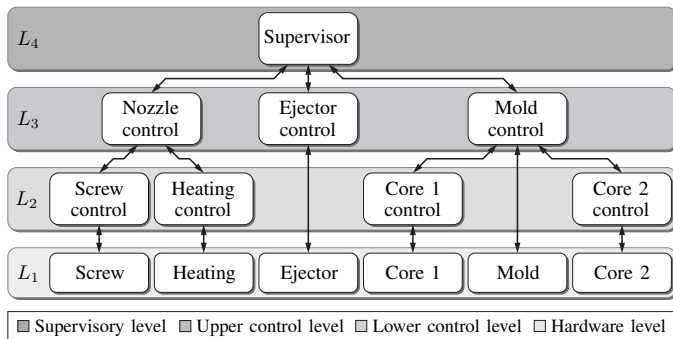 L4
Supervisor
L3
Nozzle
control
Ejector
control
Mold
control
L2
Screw
control
Heating
control
Core 1
control
Core 2
control
L1
Screw
Heating
Ejector
Core 1
Mold
Core 2
Supervisory level
Upper control level
Lower control level
Hardware level